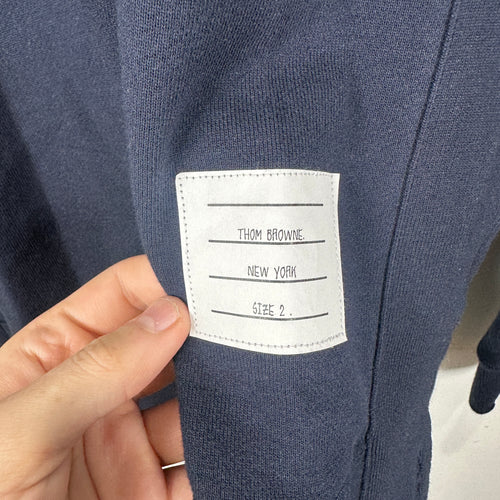 THOM BROWNE.
NEW YORK
SIZE 2 .